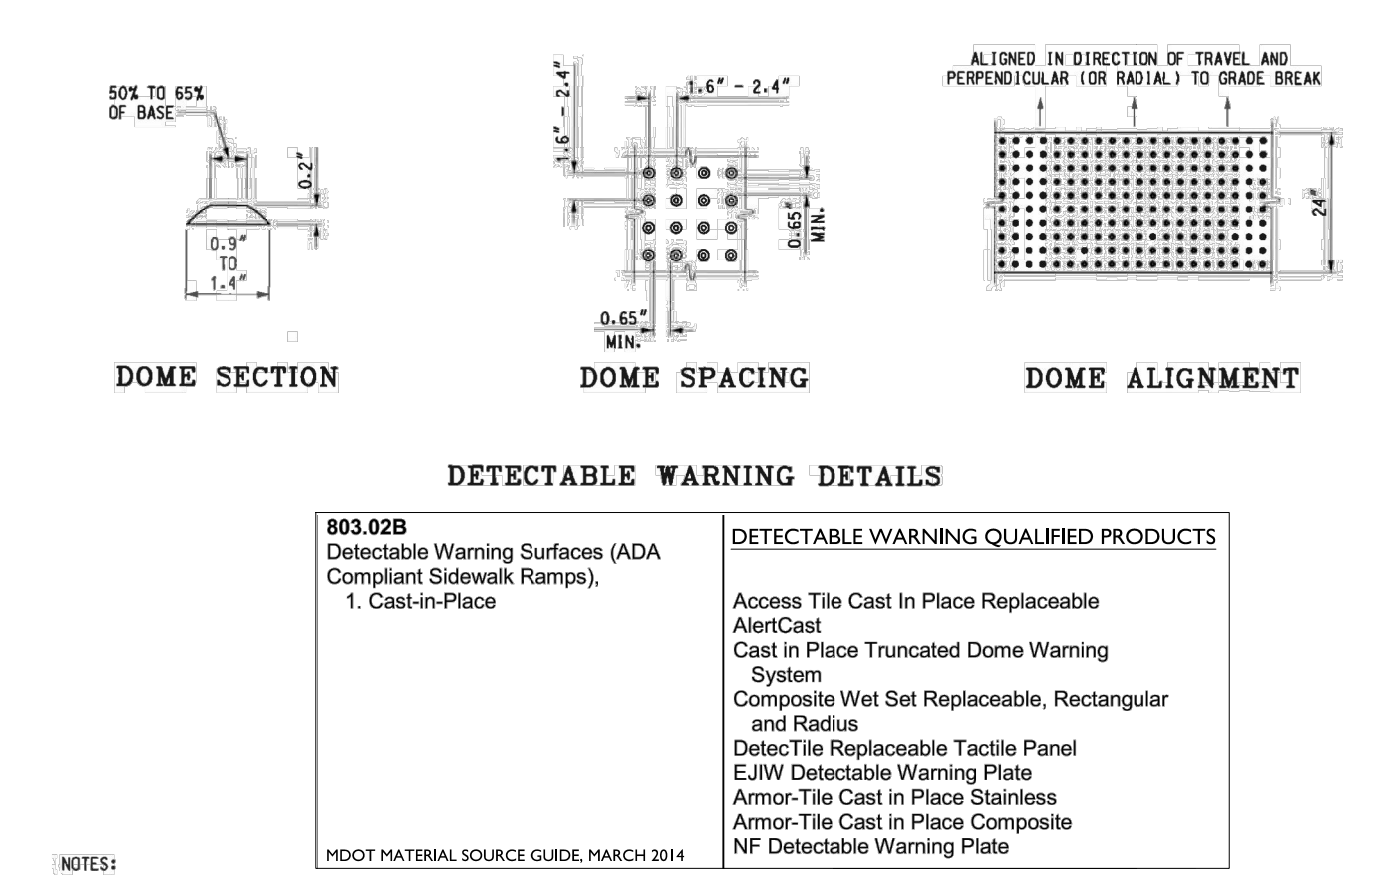 50% TO 65%
OF BASE
0.2"
0.9"
TO
1.4"
DOME SECTION
1.6" - 2.4"
1.6" - 2.4"
0.65"
MIN.
0.65"
MIN.
DOME SPACING
ALIGNED IN DIRECTION OF TRAVEL AND
PERPENDICULAR (OR RADIAL) TO GRADE BREAK
24"
DOME ALIGNMENT
DETECTABLE WARNING DETAILS
803.02B
Detectable Warning Surfaces (ADA
Compliant Sidewalk Ramps),
1. Cast-in-Place
MDOT MATERIAL SOURCE GUIDE, MARCH 2014
DETECTABLE WARNING QUALIFIED PRODUCTS
Access Tile Cast In Place Replaceable
AlertCast
Cast in Place Truncated Dome Warning
System
Composite Wet Set Replaceable, Rectangular
and Radius
DetecTile Replaceable Tactile Panel
EJIW Detectable Warning Plate
Armor-Tile Cast in Place Stainless
Armor-Tile Cast in Place Composite
NF Detectable Warning Plate
NOTES: